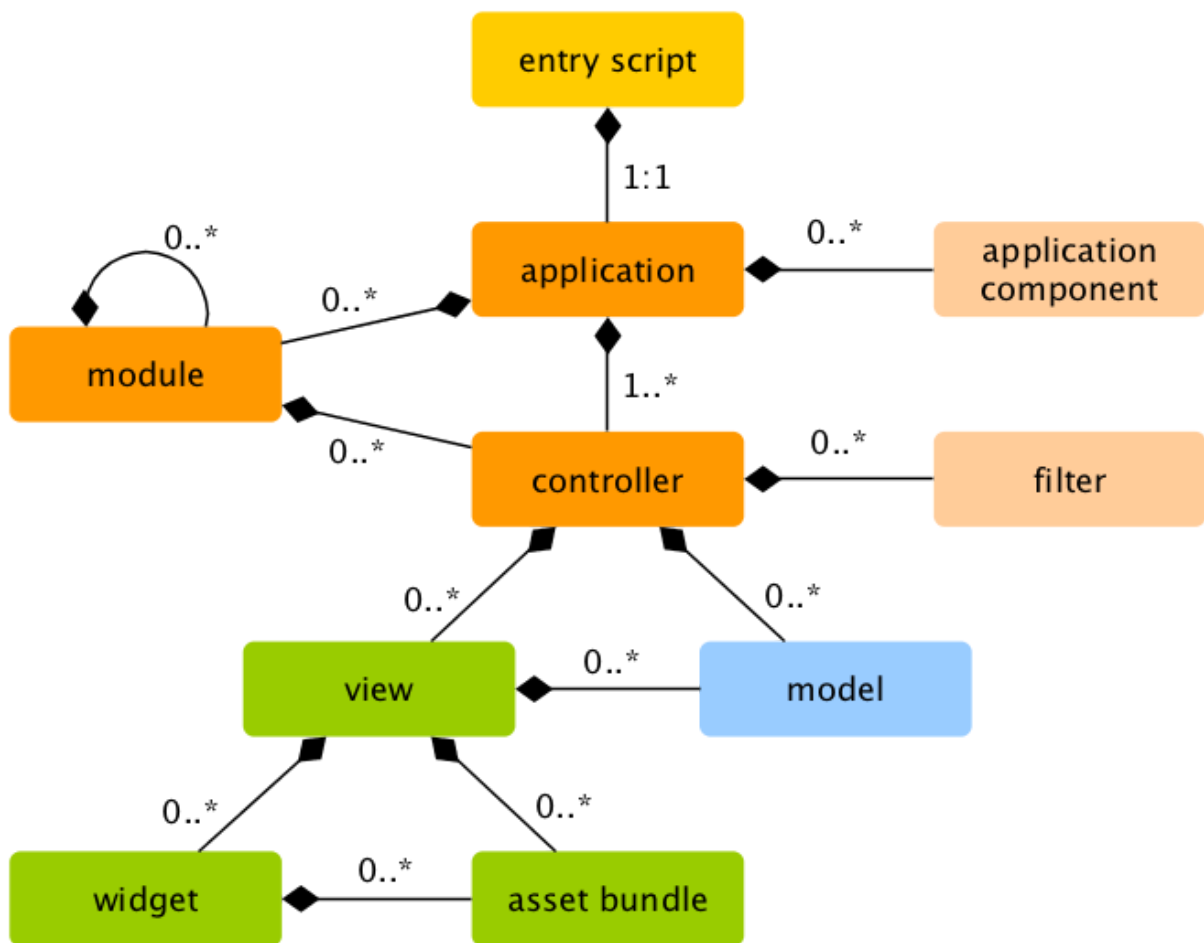 entry script
1:1
application
0..*
application
component
0..*
0..*
module
1..*
0..*
controller
0..*
filter
0..*
0..*
view
0..*
model
0..*
0..*
widget
0..*
asset bundle